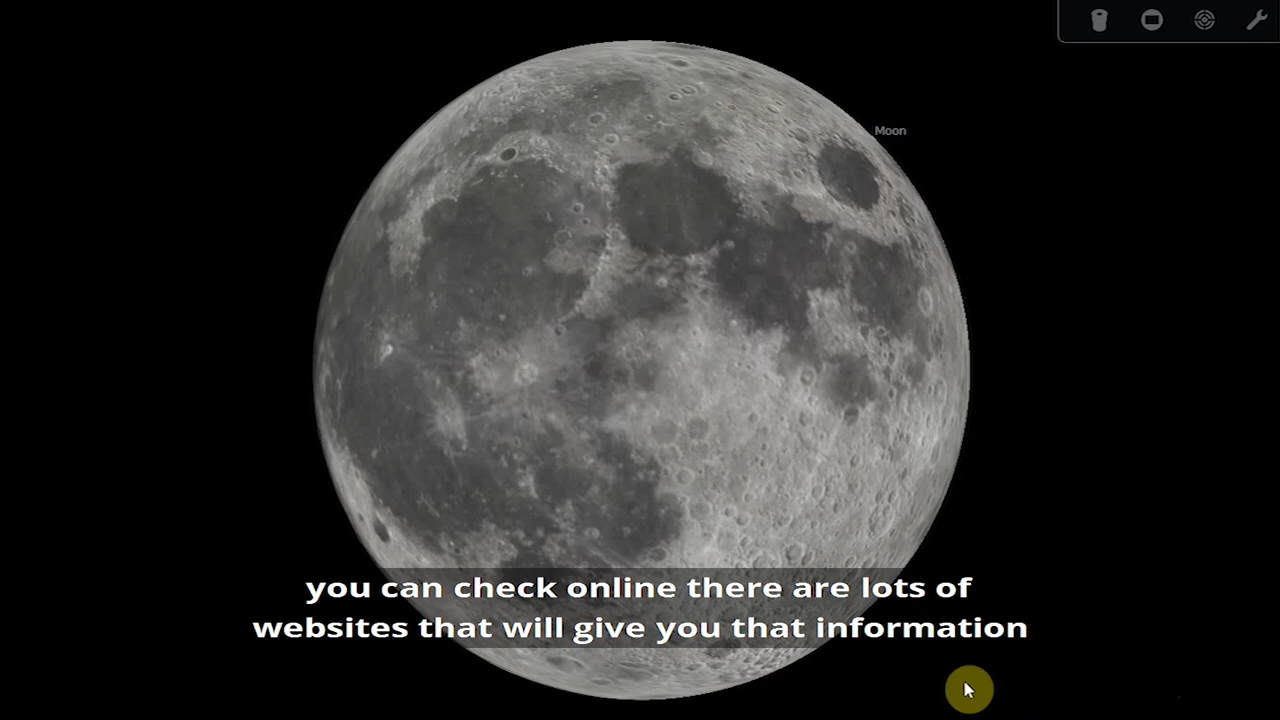 Moon
you can check online there are lots of
websites that will give you that information